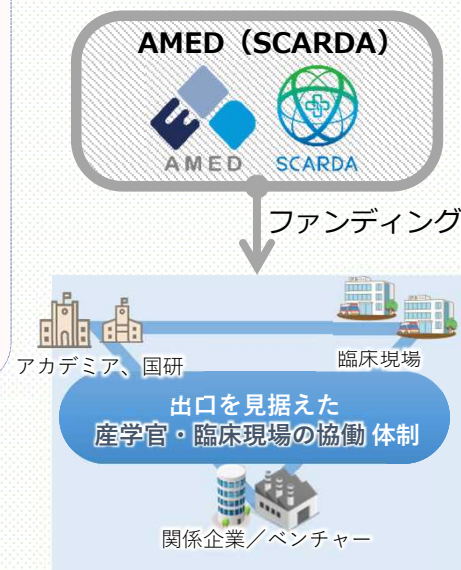 AMED（SCARDA）
AMED
SCARDA
ファンディング
アカデミア、国研
臨床現場
出口を見据えた
産学官・臨床現場の協働 体制
関係企業／ベンチャー